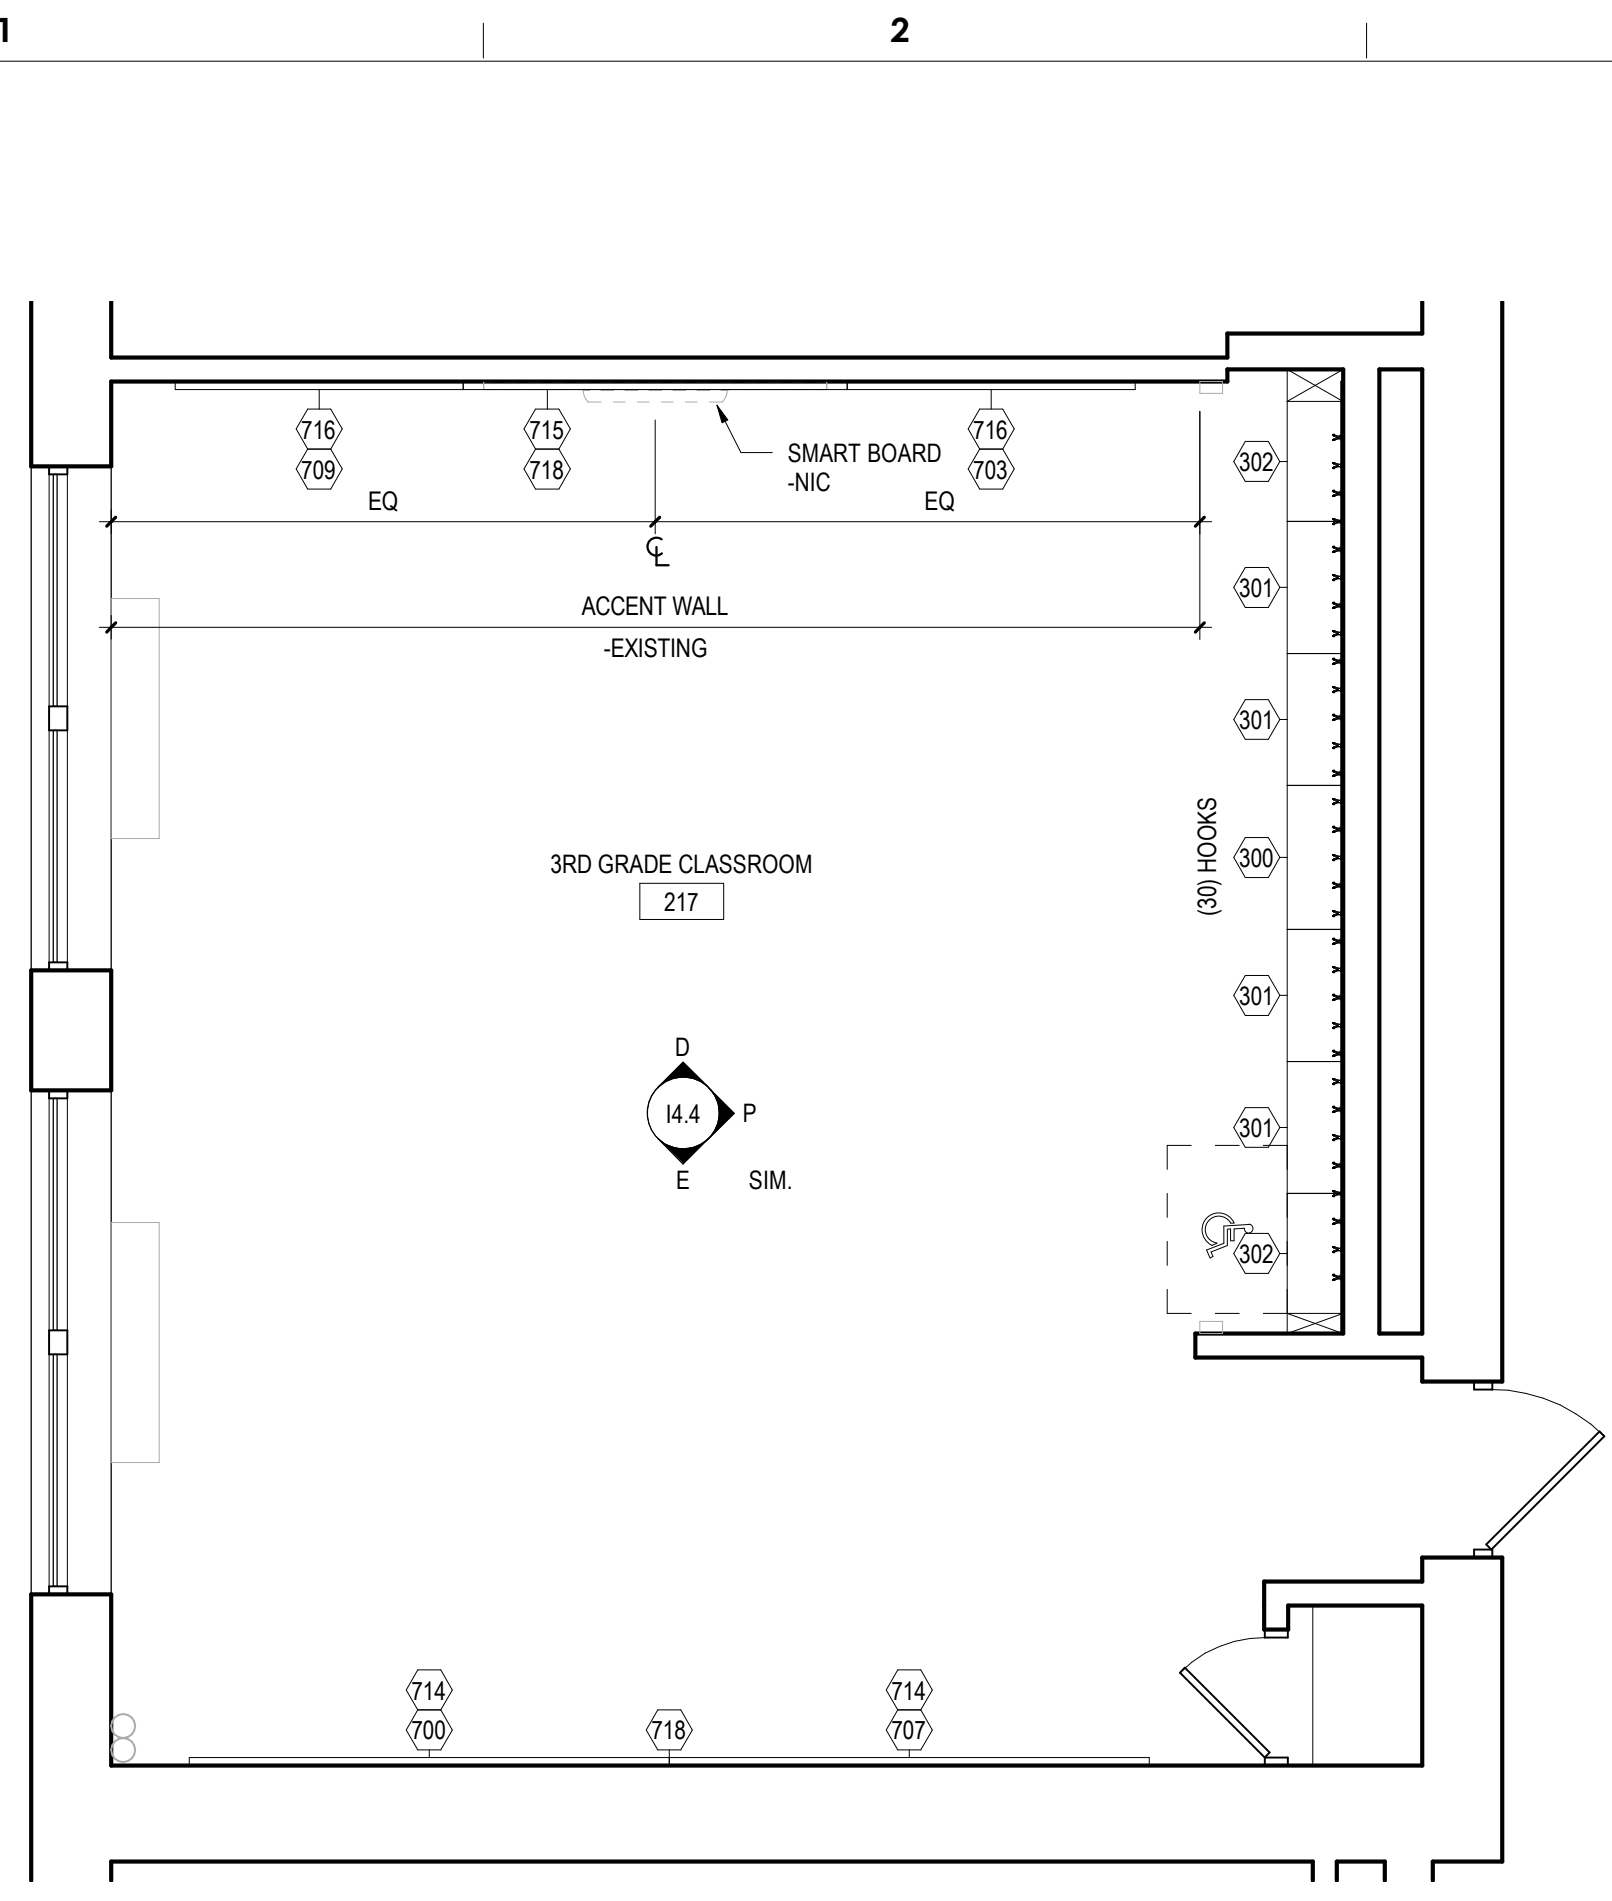 1
2
716
709
715
718
716
703
SMART BOARD
-NIC
302
EQ
EQ
℄
301
ACCENT WALL
-EXISTING
301
(30) HOOKS
300
3RD GRADE CLASSROOM
217
301
D
I4.4
P
E
SIM.
301
302
714
700
718
714
707